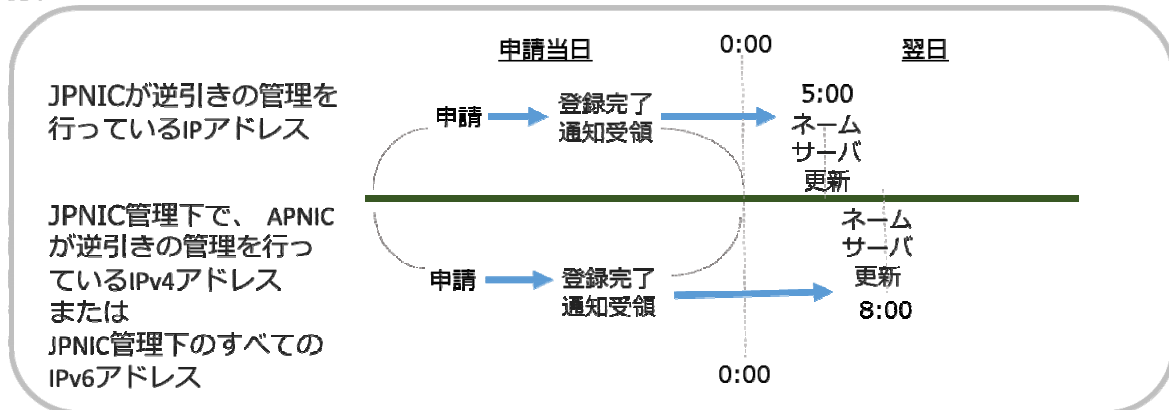 申請当日
0:00
翌日
JPNICが逆引きの管理を
行っているIPアドレス
申請
登録完了
通知受領
5:00
ネーム
サーバ
更新
JPNIC管理下で、 APNIC
が逆引きの管理を行っ
ているIPv4アドレス
または
JPNIC管理下のすべての
IPv6アドレス
申請
登録完了
通知受領
ネーム
サーバ
更新
8:00
0:00